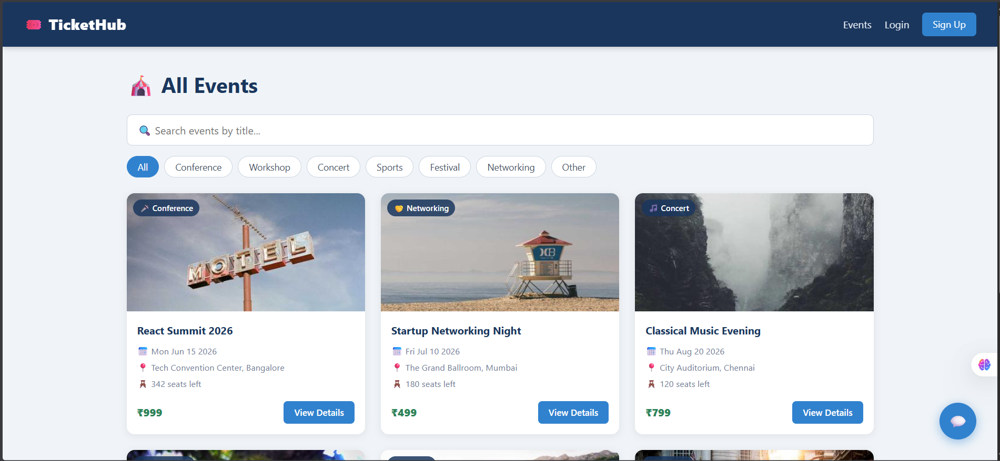 TicketHub
Events Login Sign Up
All Events
Search events by title...
All Conference Workshop Concert Sports Festival Networking Other
Conference
MOTEL
React Summit 2026
Mon Jun 15 2026
Tech Convention Center, Bangalore
342 seats left
₹999 View Details
Networking
2
Startup Networking Night
Fri Jul 10 2026
The Grand Ballroom, Mumbai
180 seats left
₹499 View Details
Concert
Classical Music Evening
Thu Aug 20 2026
City Auditorium, Chennai
120 seats left
₹799 View Details